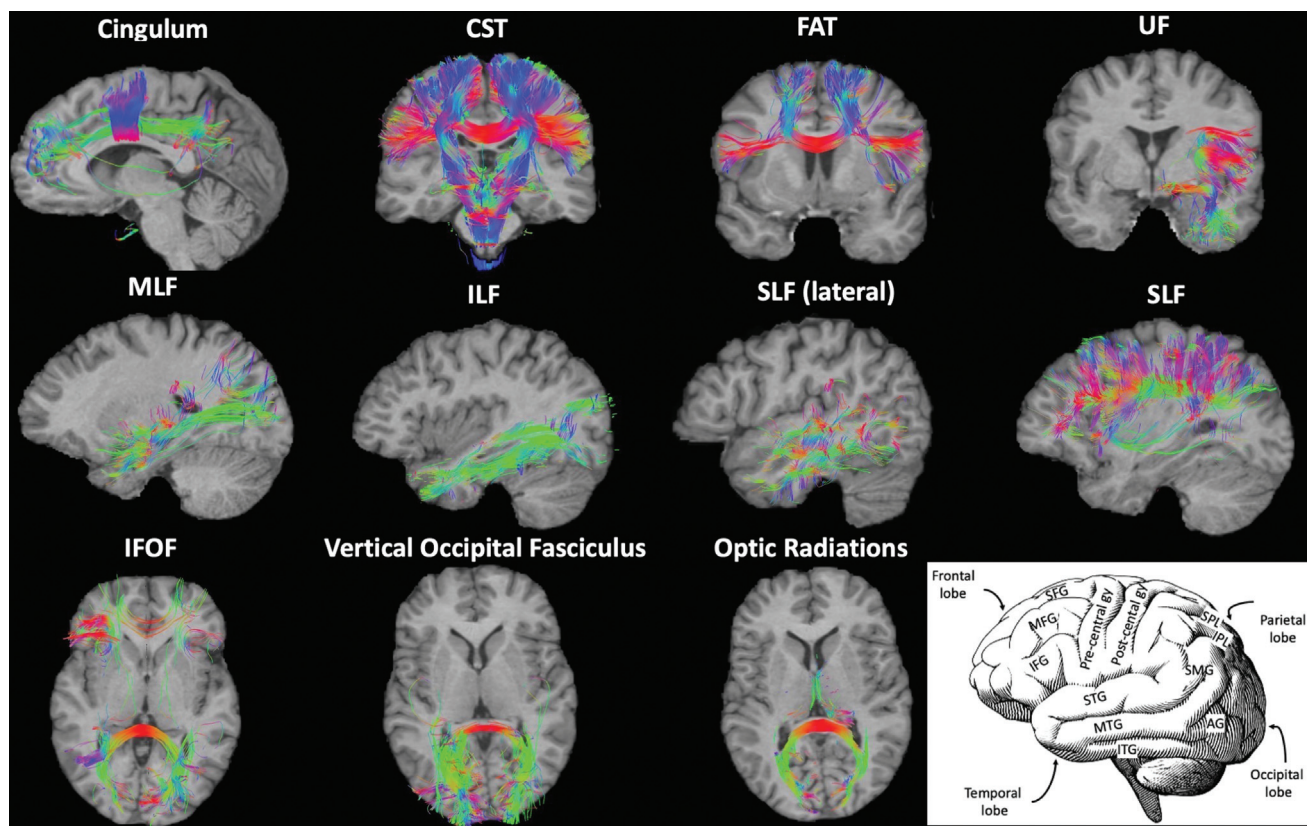 Cingulum
CST
FAT
UF
MLF
ILF
SLF (lateral)
SLF
IFOF
Vertical Occipital Fasciculus
Optic Radiations
Frontal
lobe
SFG
MFG
IFG
Pre-central gy
Post-cental gy
SPL
IPL
Parietal
lobe
SMG
STG
MTG
AG
ITG
Temporal
lobe
Occipital
lobe